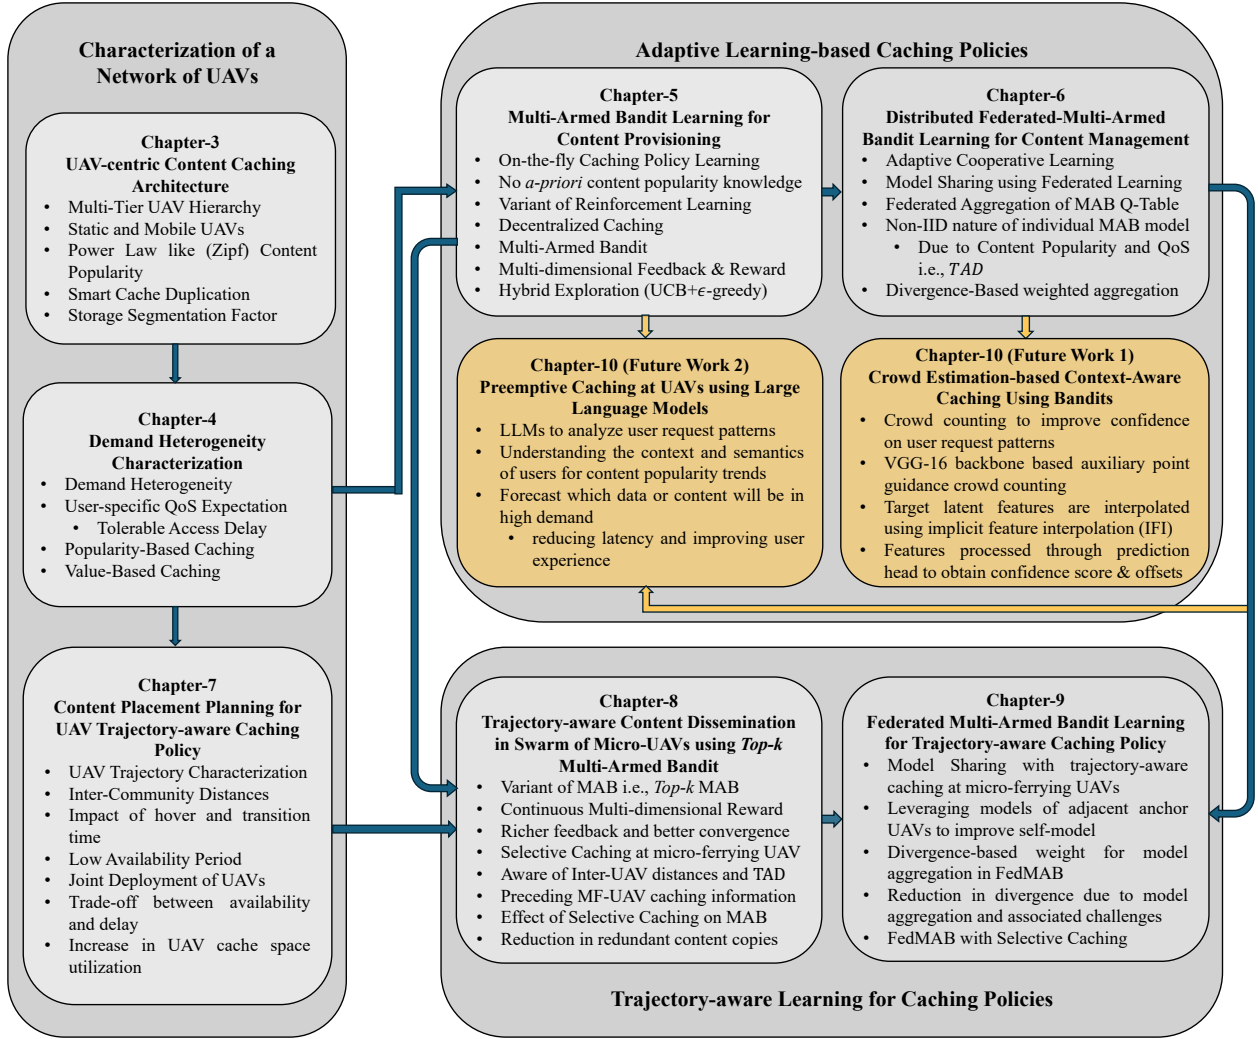 Characterization of a
Network of UAVs
Chapter-3
UAV-centric Content Caching
Architecture
• Multi-Tier UAV Hierarchy
• Static and Mobile UAVs
• Power Law like (Zipf) Content
Popularity
• Smart Cache Duplication
• Storage Segmentation Factor
Chapter-4
Demand Heterogeneity
Characterization
• Demand Heterogeneity
• User-specific QoS Expectation
• Tolerable Access Delay
• Popularity-Based Caching
• Value-Based Caching
Chapter-7
Content Placement Planning for
UAV Trajectory-aware Caching
Policy
• UAV Trajectory Characterization
• Inter-Community Distances
• Impact of hover and transition
time
• Low Availability Period
• Joint Deployment of UAVs
• Trade-off between availability
and delay
• Increase in UAV cache space
utilization
Adaptive Learning-based Caching Policies
Chapter-5
Multi-Armed Bandit Learning for
Content Provisioning
• On-the-fly Caching Policy Learning
• No a-priori content popularity knowledge
• Variant of Reinforcement Learning
• Decentralized Caching
• Multi-Armed Bandit
• Multi-dimensional Feedback & Reward
• Hybrid Exploration (UCB+ϵ-greedy)
Chapter-6
Distributed Federated-Multi-Armed
Bandit Learning for Content Management
• Adaptive Cooperative Learning
• Model Sharing using Federated Learning
• Federated Aggregation of MAB Q-Table
• Non-IID nature of individual MAB model
• Due to Content Popularity and QoS
i.e., TAD
• Divergence-Based weighted aggregation
Chapter-10 (Future Work 2)
Preemptive Caching at UAVs using Large
Language Models
• LLMs to analyze user request patterns
• Understanding the context and semantics
of users for content popularity trends
• Forecast which data or content will be in
high demand
• reducing latency and improving user
experience
Chapter-10 (Future Work 1)
Crowd Estimation-based Context-Aware
Caching Using Bandits
• Crowd counting to improve confidence
on user request patterns
• VGG-16 backbone based auxiliary point
guidance crowd counting
• Target latent features are interpolated
using implicit feature interpolation (IFI)
• Features processed through prediction
head to obtain confidence score & offsets
Chapter-8
Trajectory-aware Content Dissemination
in Swarm of Micro-UAVs using Top-k
Multi-Armed Bandit
• Variant of MAB i.e., Top-k MAB
• Continuous Multi-dimensional Reward
• Richer feedback and better convergence
• Selective Caching at micro-ferrying UAV
• Aware of Inter-UAV distances and TAD
• Preceding MF-UAV caching information
• Effect of Selective Caching on MAB
• Reduction in redundant content copies
Chapter-9
Federated Multi-Armed Bandit Learning
for Trajectory-aware Caching Policy
• Model Sharing with trajectory-aware
caching at micro-ferrying UAVs
• Leveraging models of adjacent anchor
UAVs to improve self-model
• Divergence-based weight for model
aggregation in FedMAB
• Reduction in divergence due to model
aggregation and associated challenges
• FedMAB with Selective Caching
Trajectory-aware Learning for Caching Policies